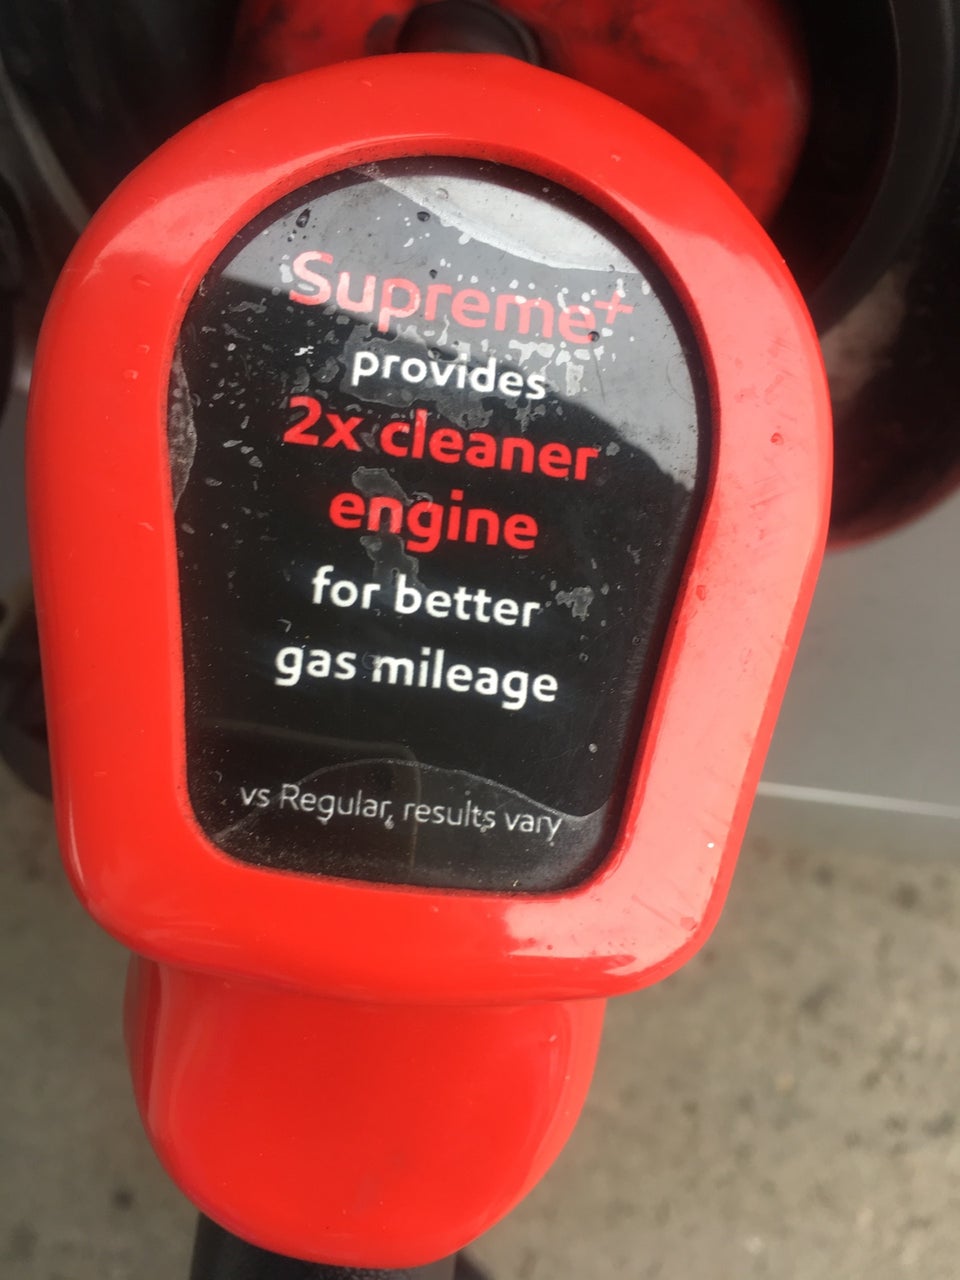 Supreme+
provides
2x cleaner
engine
for better
gas mileage
vs Regular, results vary